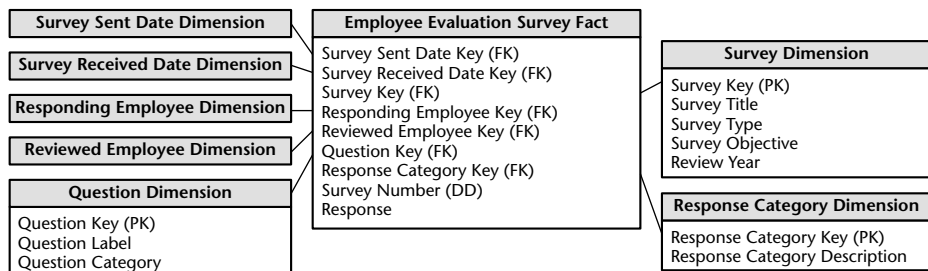 Survey Sent Date Dimension
Survey Received Date Dimension
Responding Employee Dimension
Reviewed Employee Dimension
Question Dimension
Question Key (PK)
Question Label
Question Category
Employee Evaluation Survey Fact
Survey Sent Date Key (FK)
Survey Received Date Key (FK)
Survey Key (FK)
Responding Employee Key (FK)
Reviewed Employee Key (FK)
Question Key (FK)
Response Category Key (FK)
Survey Number (DD)
Response
Survey Dimension
Survey Key (PK)
Survey Title
Survey Type
Survey Objective
Review Year
Response Category Dimension
Response Category Key (PK)
Response Category Description